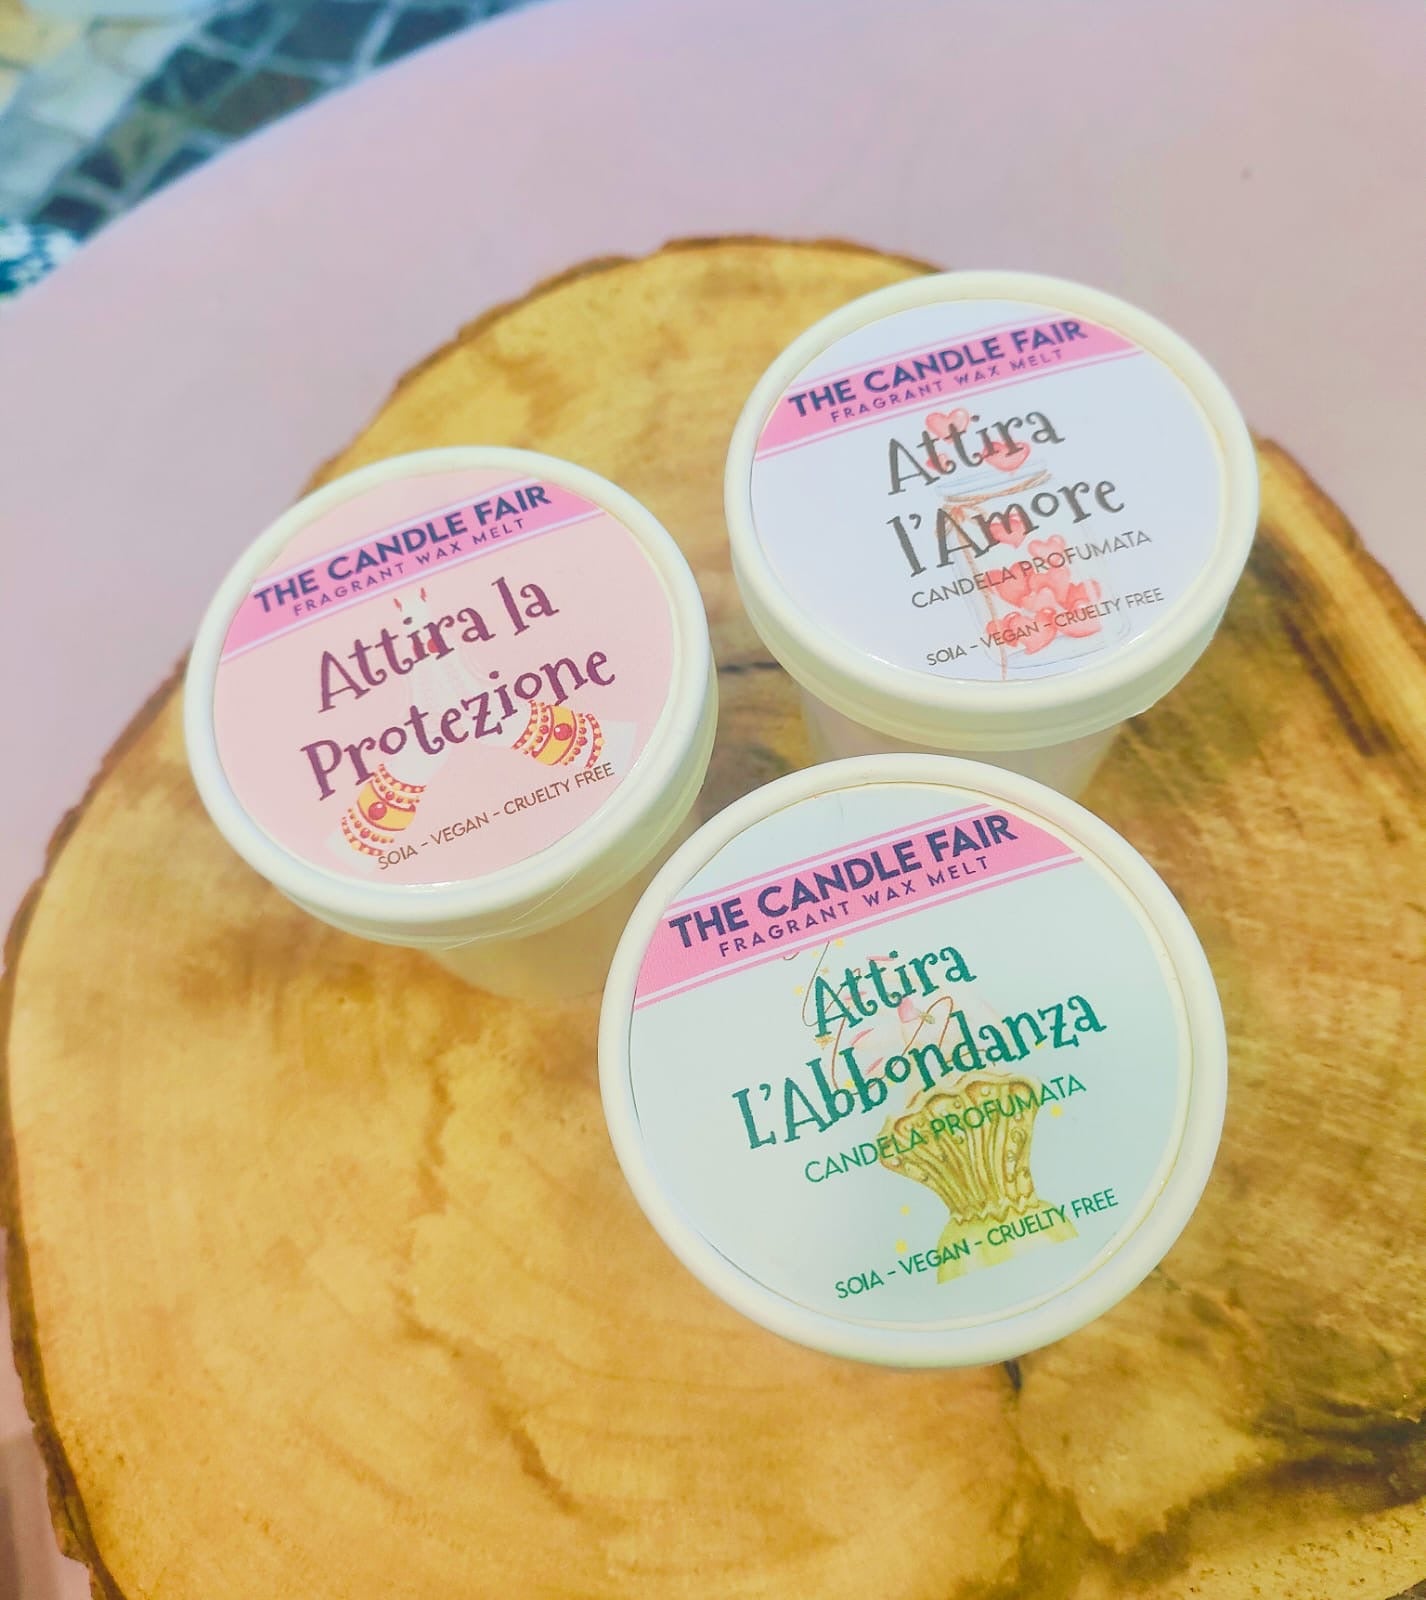 THE CANDLE FAIR
FRAGRANT WAX MELT
Attira la
Protezione
SOIA - VEGAN - CRUELTY FREE
THE CANDLE FAIR
FRAGRANT WAX MELT
Attira
l'Amore
CANDELA PROFUMATA
SOIA - VEGAN - CRUELTY FREE
THE CANDLE FAIR
FRAGRANT WAX MELT
Attira
L'Abbondanza
CANDELA PROFUMATA
SOIA - VEGAN - CRUELTY FREE